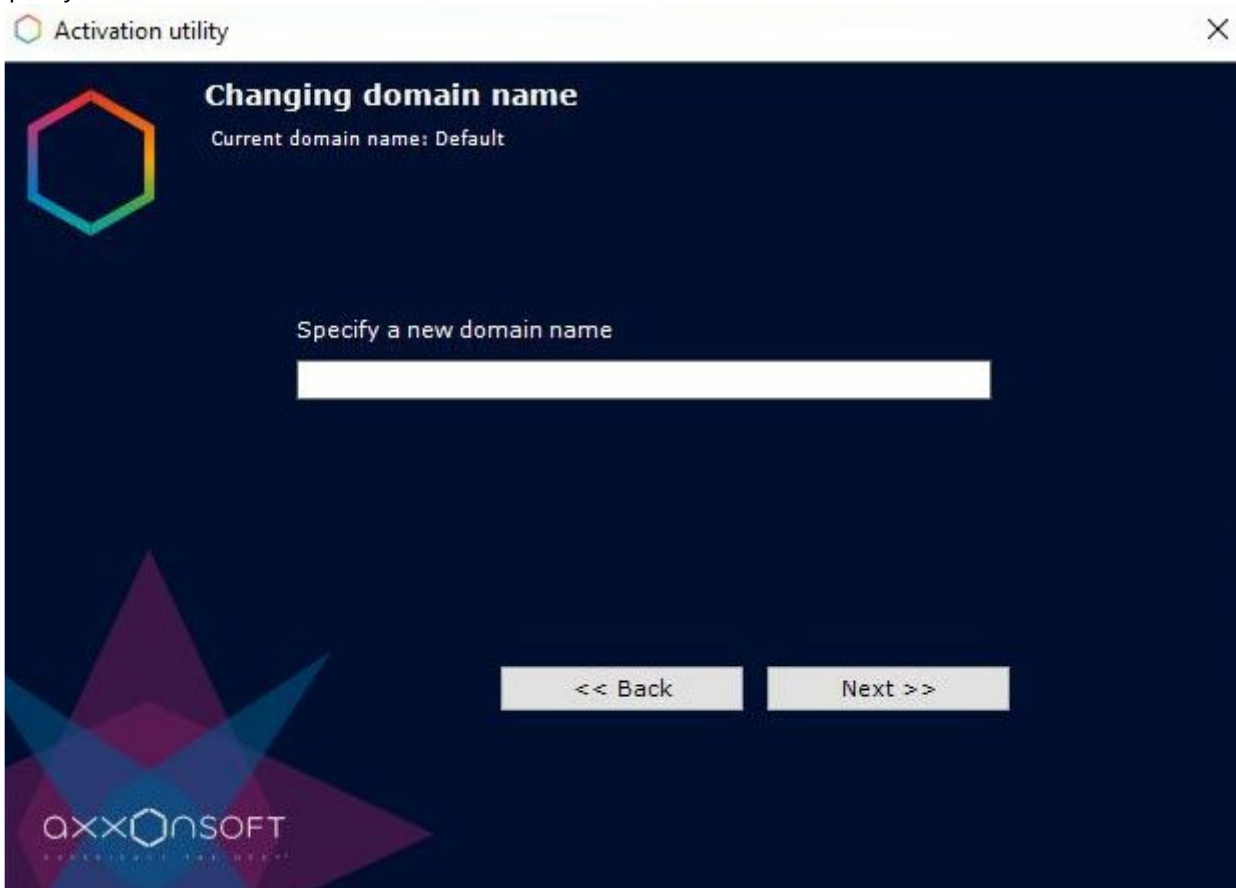 Activation utility
Changing domain name
Current domain name: Default
Specify a new domain name
<< Back
Next >>
axxonsoft